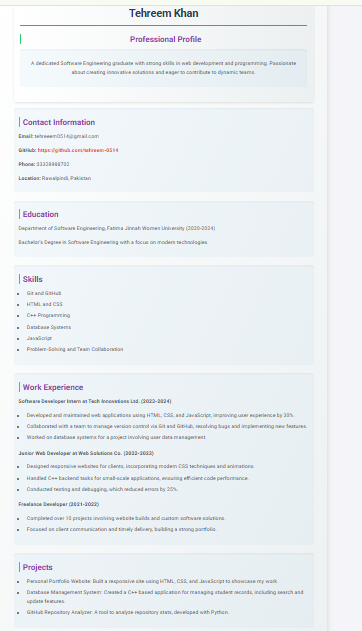 Tehreem Khan
Professional Profile
A dedicated Software Engineering graduate with strong skills in web development and programming. Passionate
about creating innovative solutions and eager to contribute to dynamic teams.
Contact Information
Email: tehreeem0514@gmail.com
GitHub: https://github.com/tehreem-0514
Phone: 03339988702
Location: Rawalpindi, Pakistan
Education
Department of Software Engineering, Fatima Jinnah Women University (2020-2024)
Bachelor's Degree in Software Engineering with a focus on modern technologies.
Skills
Git and GitHub
HTML and CSS
C++ Programming
Database Systems
JavaScript
Problem-Solving and Team Collaboration
Work Experience
Software Developer Intern at Tech Innovations Ltd. (2023-2024)
Developed and maintained web applications using HTML, CSS, and JavaScript, improving user experience by 30%.
Collaborated with a team to manage version control via Git and GitHub, resolving bugs and implementing new features.
Worked on database systems for a project involving user data management.
Junior Web Developer at Web Solutions Co. (2022-2023)
Designed responsive websites for clients, incorporating modern CSS techniques and animations.
Handled C++ backend tasks for small-scale applications, ensuring efficient code performance.
Conducted testing and debugging, which reduced errors by 25%.
Freelance Developer (2021-2022)
Completed over 10 projects involving website builds and custom software solutions.
Focused on client communication and timely delivery, building a strong portfolio.
Projects
Personal Portfolio Website: Built a responsive site using HTML, CSS, and JavaScript to showcase my work.
Database Management System: Created a C++ based application for managing student records, including search and
update features.
GitHub Repository Analyzer: A tool to analyze repository stats, developed with Python.